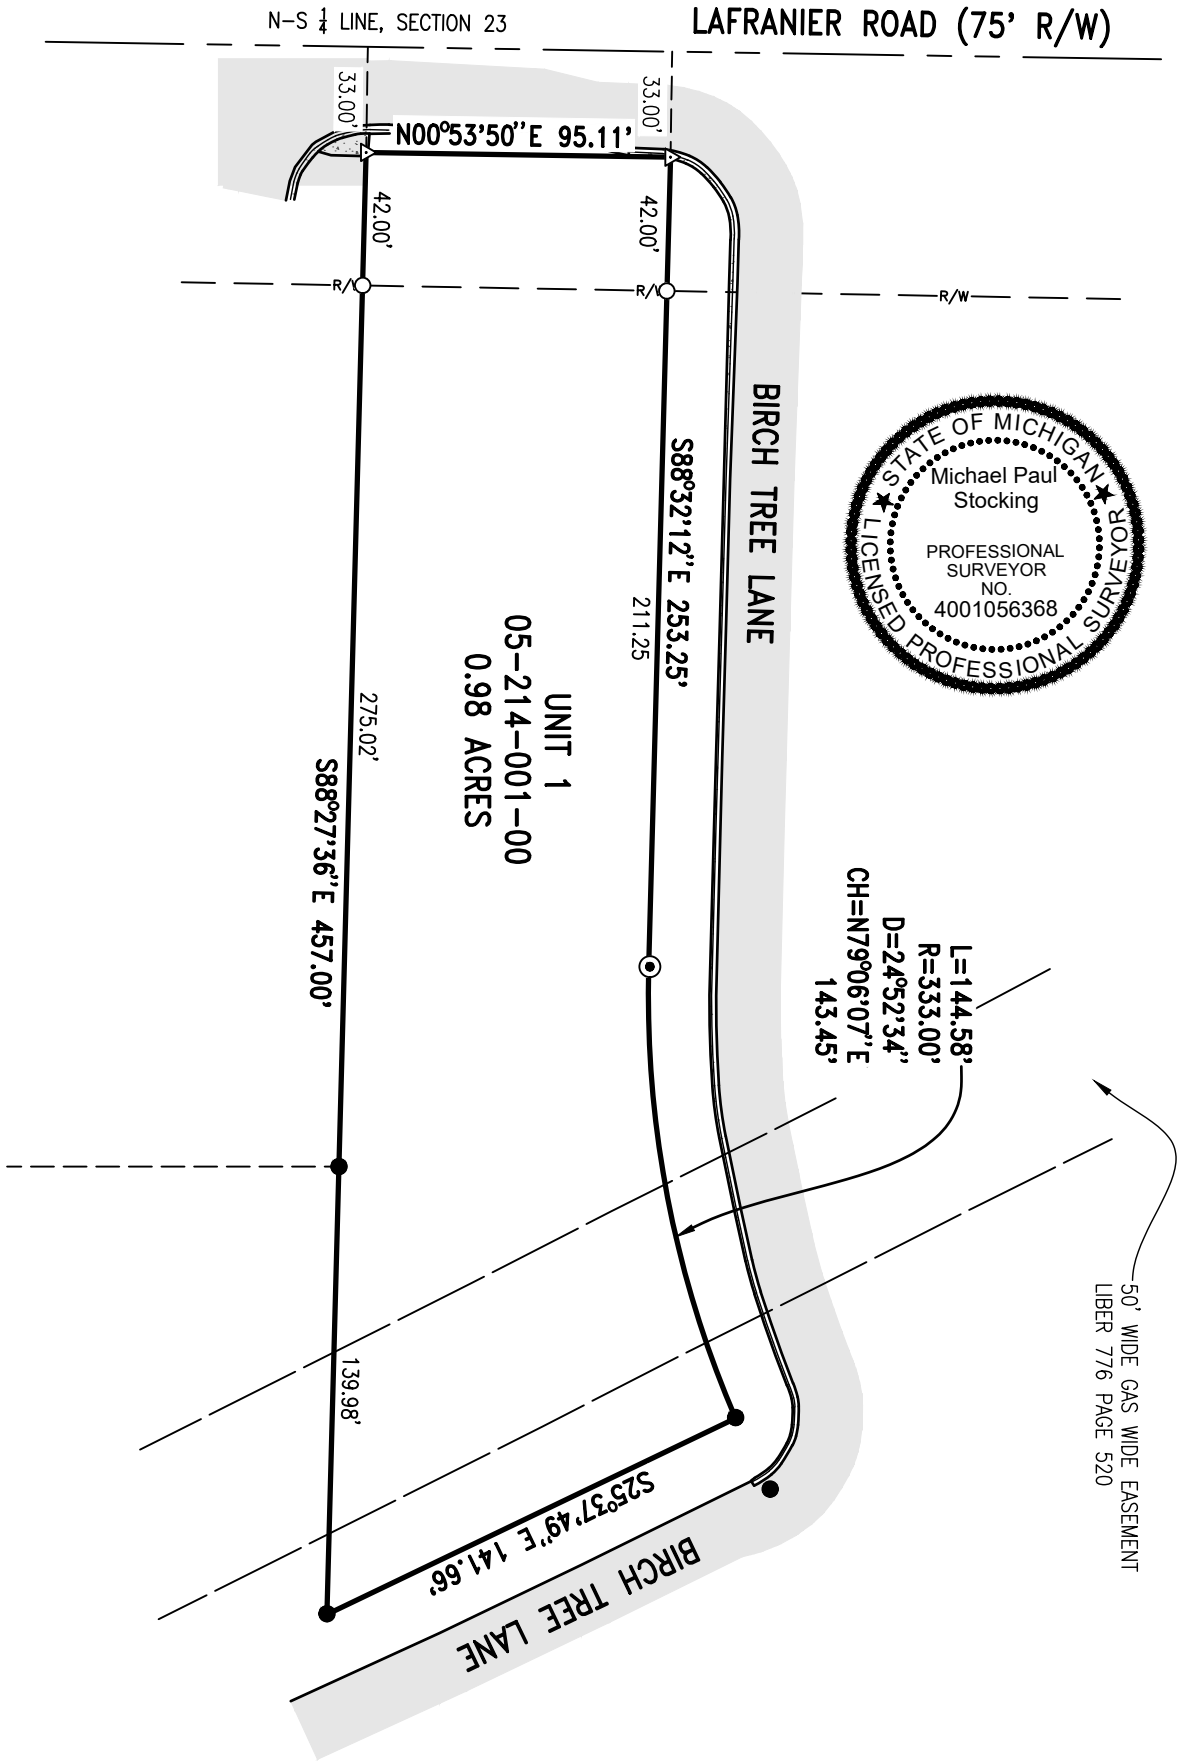 N-S 1/4 LINE, SECTION 23
LAFRANIER ROAD (75' R/W)
33.00'
33.00'
N00°53'50"E 95.11'
42.00'
42.00'
R/W
R/W
R/W
BIRCH TREE LANE
S88°32'12"E 253.25'
211.25
STATE OF MICHIGAN
Michael Paul
Stocking
PROFESSIONAL
SURVEYOR
NO.
4001056368
LICENSED PROFESSIONAL SURVEYOR
UNIT 1
05-214-001-00
0.98 ACRES
275.02'
S88°27'36"E 457.00'
L=144.58'
R=333.00'
D=24°52'34"
CH=N79°06'07"E
143.45'
50' WIDE GAS WIDE EASEMENT
LIBER 776 PAGE 520
139.98'
S25°37'49"E 141.66'
BIRCH TREE LANE